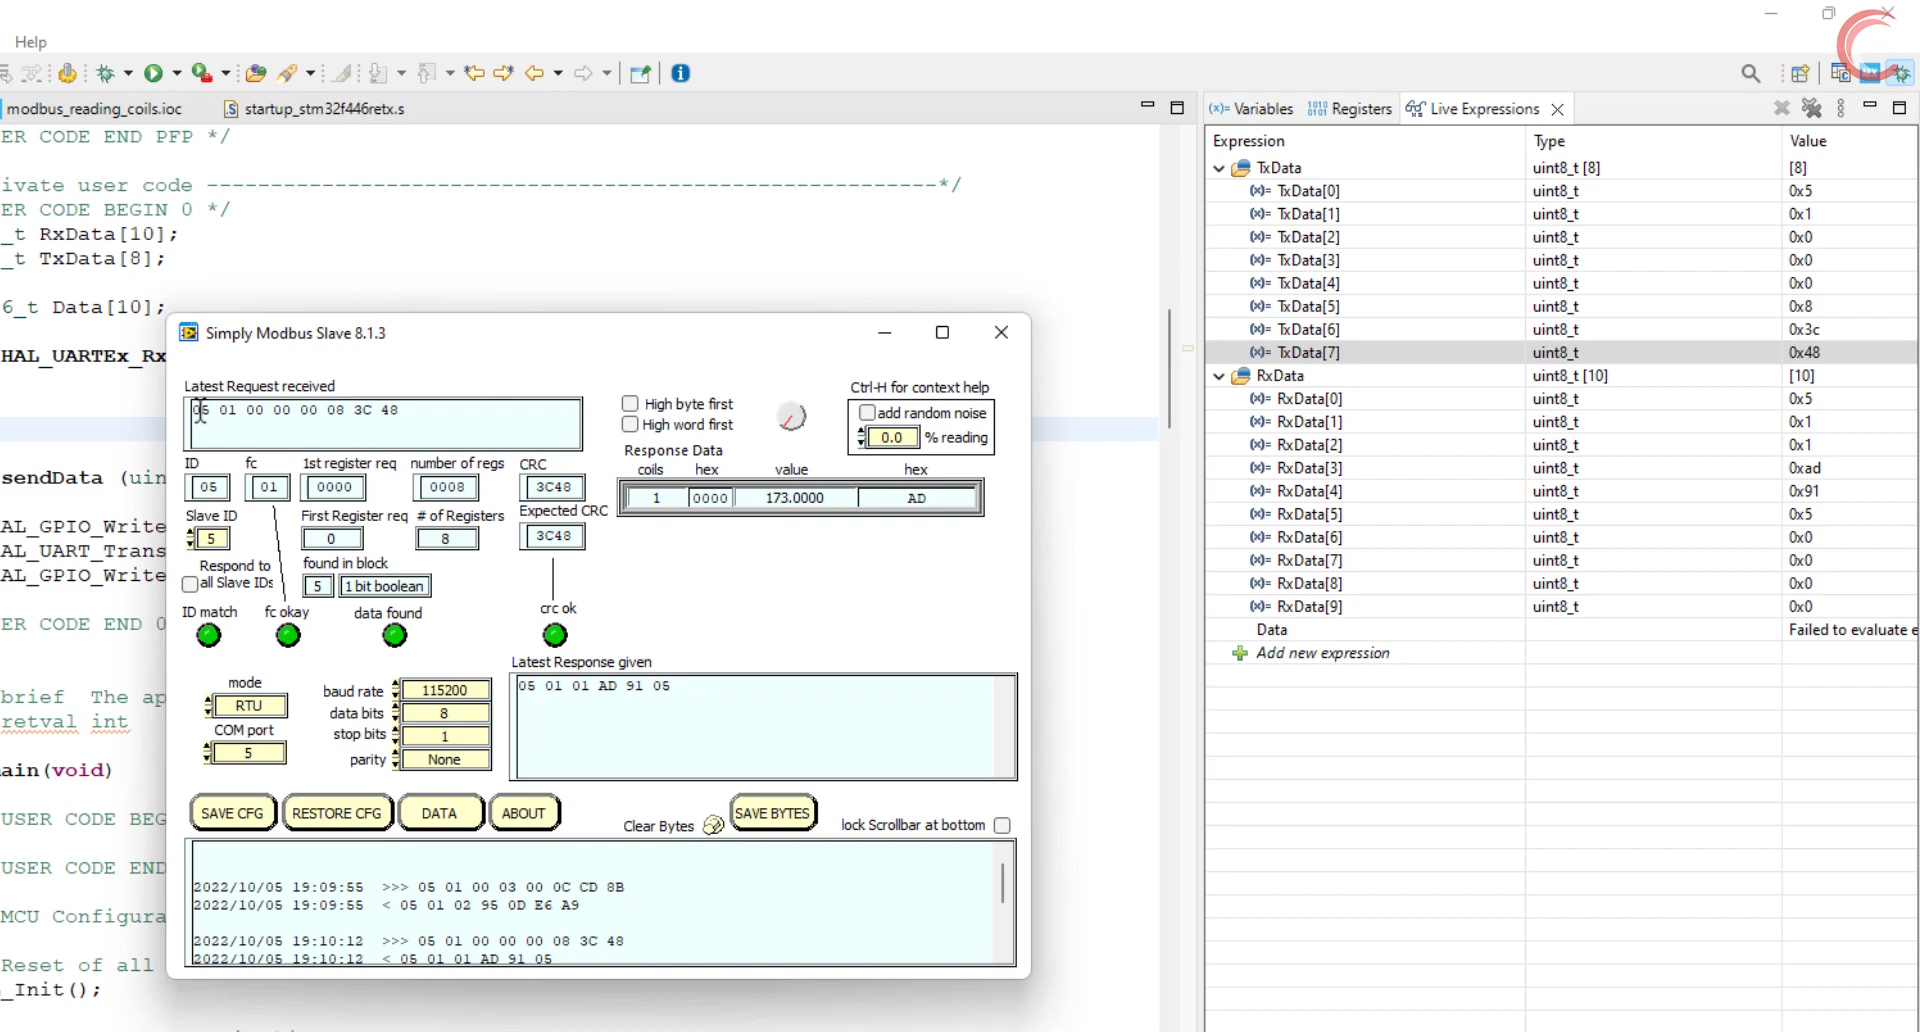 Help
modbus_reading_coils.ioc
startup_stm32f446retx.s
ER CODE END PFP */
ivate user code --------------------------------------------------------*/
ER CODE BEGIN 0 */
_t RxData[10];
_t TxData[8];
6_t Data[10];
HAL_UARTEx_Rx
sendData (uin
AL_GPIO_Write
AL_UART_Trans
AL_GPIO_Write
ER CODE END 0
brief The ap
retval int
ain(void)
USER CODE BEG
USER CODE END
MCU Configura
Reset of all
_Init();
Simply Modbus Slave 8.1.3
Latest Request received
05 01 00 00 00 08 3C 48
ID fc 1st register req number of regs CRC
05 01 0000 0008 3C48
Slave ID First Register req # of Registers Expected CRC
5 0 8 3C48
Respond to
all Slave IDs
found in block
5 1 bit boolean
ID match fc okay data found crc ok
High byte first
High word first
Ctrl-H for context help
add random noise
0.0 % reading
Response Data
coils hex value hex
1 0000 173.0000 AD
mode
RTU
COM port
5
baud rate 115200
data bits 8
stop bits 1
parity None
Latest Response given
05 01 01 AD 91 05
SAVE CFG RESTORE CFG DATA ABOUT
Clear Bytes SAVE BYTES lock Scrollbar at bottom
2022/10/05 19:09:55 >>> 05 01 00 03 00 0C CD 8B
2022/10/05 19:09:55 < 05 01 02 95 0D E6 A9
2022/10/05 19:10:12 >>> 05 01 00 00 00 08 3C 48
2022/10/05 19:10:12 < 05 01 01 AD 91 05
(x)= Variables Registers Live Expressions
Expression Type Value
TxData uint8_t [8] [8]
(x)= TxData[0] uint8_t 0x5
(x)= TxData[1] uint8_t 0x1
(x)= TxData[2] uint8_t 0x0
(x)= TxData[3] uint8_t 0x0
(x)= TxData[4] uint8_t 0x0
(x)= TxData[5] uint8_t 0x8
(x)= TxData[6] uint8_t 0x3c
(x)= TxData[7] uint8_t 0x48
RxData uint8_t [10] [10]
(x)= RxData[0] uint8_t 0x5
(x)= RxData[1] uint8_t 0x1
(x)= RxData[2] uint8_t 0x1
(x)= RxData[3] uint8_t 0xad
(x)= RxData[4] uint8_t 0x91
(x)= RxData[5] uint8_t 0x5
(x)= RxData[6] uint8_t 0x0
(x)= RxData[7] uint8_t 0x0
(x)= RxData[8] uint8_t 0x0
(x)= RxData[9] uint8_t 0x0
Data Failed to evaluate e
Add new expression